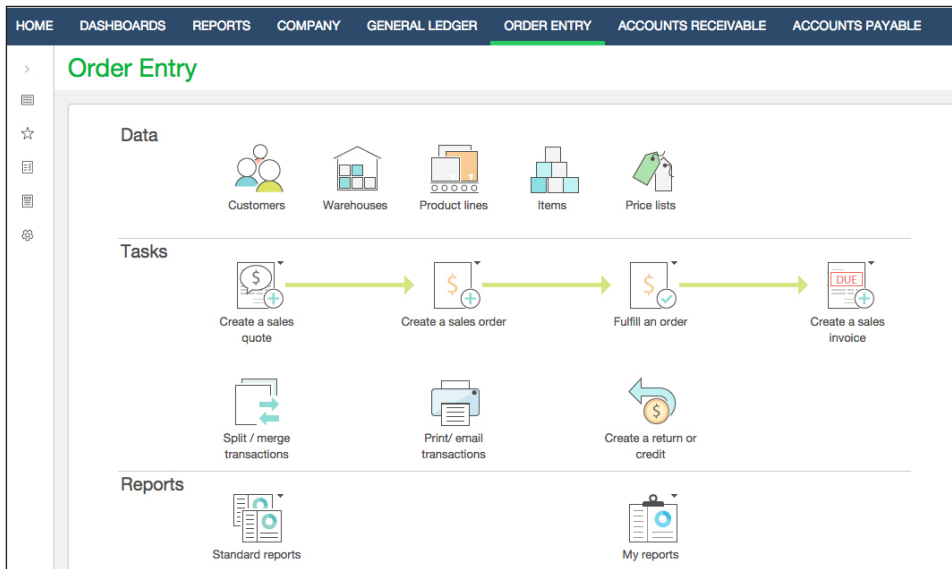 HOME DASHBOARDS REPORTS COMPANY GENERAL LEDGER ORDER ENTRY ACCOUNTS RECEIVABLE ACCOUNTS PAYABLE
Order Entry
Data
Customers Warehouses Product lines Items Price lists
Tasks
$ $ $ DUE
Create a sales Create a sales order Fulfill an order Create a sales
quote invoice
$
Split / merge Print/ email Create a return or
transactions transactions credit
Reports
Standard reports My reports